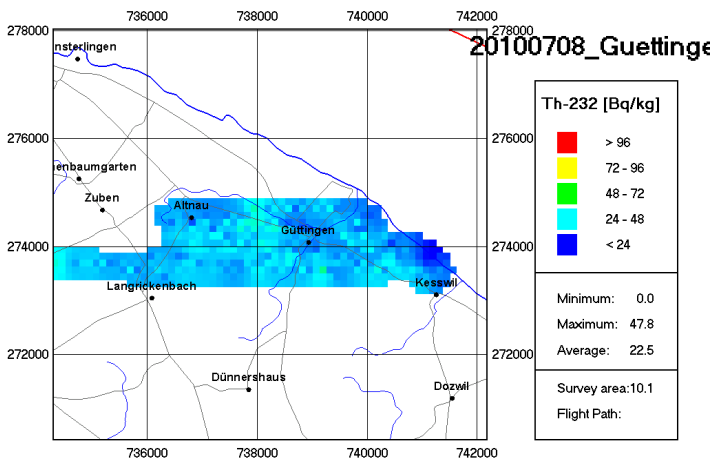 736000 738000 740000 742000
278000 278000
20100708_Guettinge
nsterlingen
Th-232 [Bq/kg]
> 96
276000 276000
72 - 96
enbaumgarten
48 - 72
Zuben
Altnau
24 - 48
Güttingen
274000 274000
< 24
Langrickenbach
Kesswil
Minimum: 0.0
Maximum: 47.8
272000 272000
Average: 22.5
Dünnershaus
Dozwil
Survey area:10.1
Flight Path:
736000 738000 740000 742000